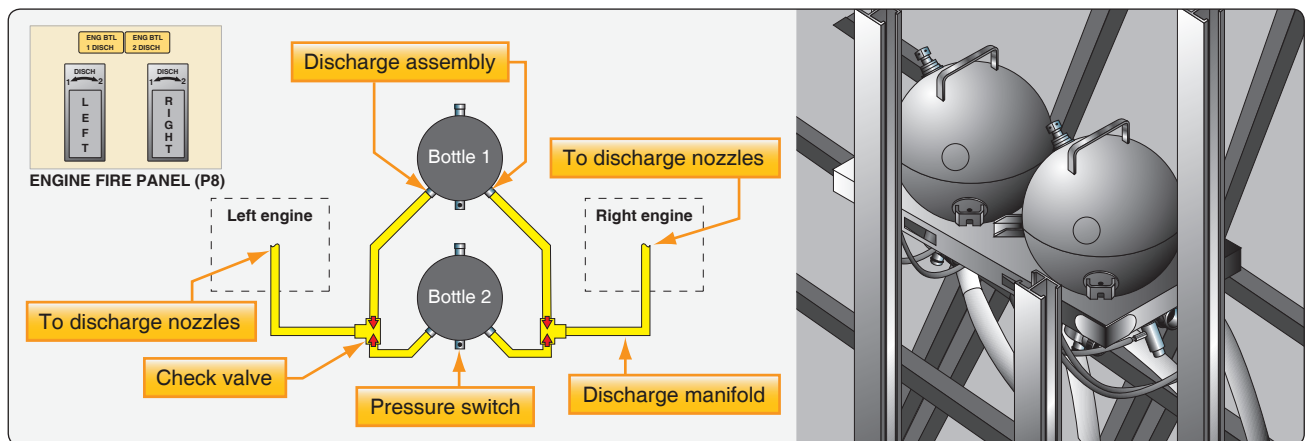 ENG BTL
1 DISCH
ENG BTL
2 DISCH
DISCH
1 2
L
E
F
T
DISCH
1 2
R
I
G
H
T
ENGINE FIRE PANEL (P8)
Discharge assembly
Bottle 1
To discharge nozzles
Left engine
Right engine
Bottle 2
To discharge nozzles
Check valve
Pressure switch
Discharge manifold